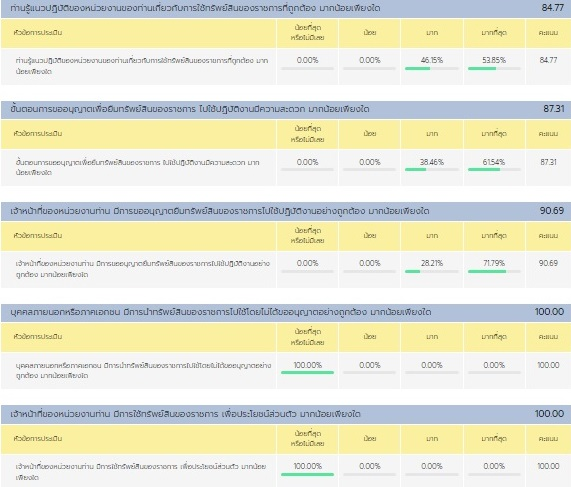 ท่านรู้แนวปฏิบัติของหน่วยงานของท่านเกี่ยวกับการใช้ทรัพย์สินของราชการที่ถูกต้อง มากน้อยเพียงใด 84.77
หัวข้อการประเมิน น้อยที่สุด หรือไม่มีเลย น้อย มาก มากที่สุด คะแนน
ท่านรู้แนวปฏิบัติของหน่วยงานของท่านเกี่ยวกับการใช้ทรัพย์สินของราชการที่ถูกต้อง มาก 0.00% 0.00% 46.15% 53.85% 84.77
น้อยเพียงใด
ขั้นตอนการขออนุญาตเพื่อยืมทรัพย์สินของราชการ ไปใช้ปฏิบัติงานมีความสะดวก มากน้อยเพียงใด 87.31
หัวข้อการประเมิน น้อยที่สุด หรือไม่มีเลย น้อย มาก มากที่สุด คะแนน
ขั้นตอนการขออนุญาตเพื่อยืมทรัพย์สินของราชการ ไปใช้ปฏิบัติงานมีความสะดวก มาก 0.00% 0.00% 38.46% 61.54% 87.31
น้อยเพียงใด
เจ้าหน้าที่ของหน่วยงานท่าน มีการขออนุญาตยืมทรัพย์สินของราชการไปใช้ปฏิบัติงานอย่างถูกต้อง มากน้อยเพียงใด 90.69
หัวข้อการประเมิน น้อยที่สุด หรือไม่มีเลย น้อย มาก มากที่สุด คะแนน
เจ้าหน้าที่ของหน่วยงานท่าน มีการขออนุญาตยืมทรัพย์สินของราชการไปใช้ปฏิบัติงานอย่าง 0.00% 0.00% 28.21% 71.79% 90.69
ถูกต้อง มากน้อยเพียงใด
บุคคลภายนอกหรือภาคเอกชน มีการนำทรัพย์สินของราชการไปใช้โดยไม่ได้ขออนุญาตอย่างถูกต้อง มากน้อยเพียงใด 100.00
หัวข้อการประเมิน น้อยที่สุด หรือไม่มีเลย น้อย มาก มากที่สุด คะแนน
บุคคลภายนอกหรือภาคเอกชน มีการนำทรัพย์สินของราชการไปใช้โดยไม่ได้ขออนุญาตอย่าง 100.00% 0.00% 0.00% 0.00% 100.00
ถูกต้อง มากน้อยเพียงใด
เจ้าหน้าที่ของหน่วยงานท่าน มีการใช้ทรัพย์สินของราชการ เพื่อประโยชน์ส่วนตัว มากน้อยเพียงใด 100.00
หัวข้อการประเมิน น้อยที่สุด หรือไม่มีเลย น้อย มาก มากที่สุด คะแนน
เจ้าหน้าที่ของหน่วยงานท่าน มีการใช้ทรัพย์สินของราชการ เพื่อประโยชน์ส่วนตัว มากน้อย 100.00% 0.00% 0.00% 0.00% 100.00
เพียงใด